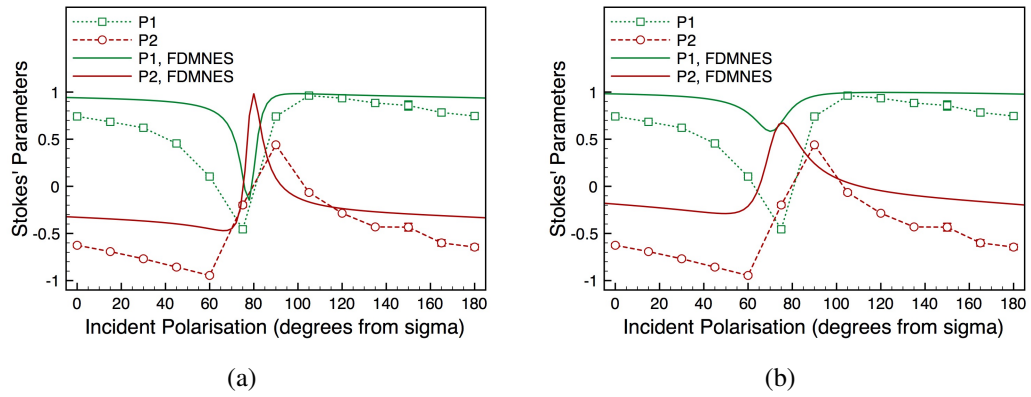 P1
P2
P1, FDMNES
P2, FDMNES
Stokes' Parameters
1
0.5
0
-0.5
-1
0 20 40 60 80 100 120 140 160 180
Incident Polarisation (degrees from sigma)
(a)
P1
P2
P1, FDMNES
P2, FDMNES
Stokes' Parameters
1
0.5
0
-0.5
-1
0 20 40 60 80 100 120 140 160 180
Incident Polarisation (degrees from sigma)
(b)